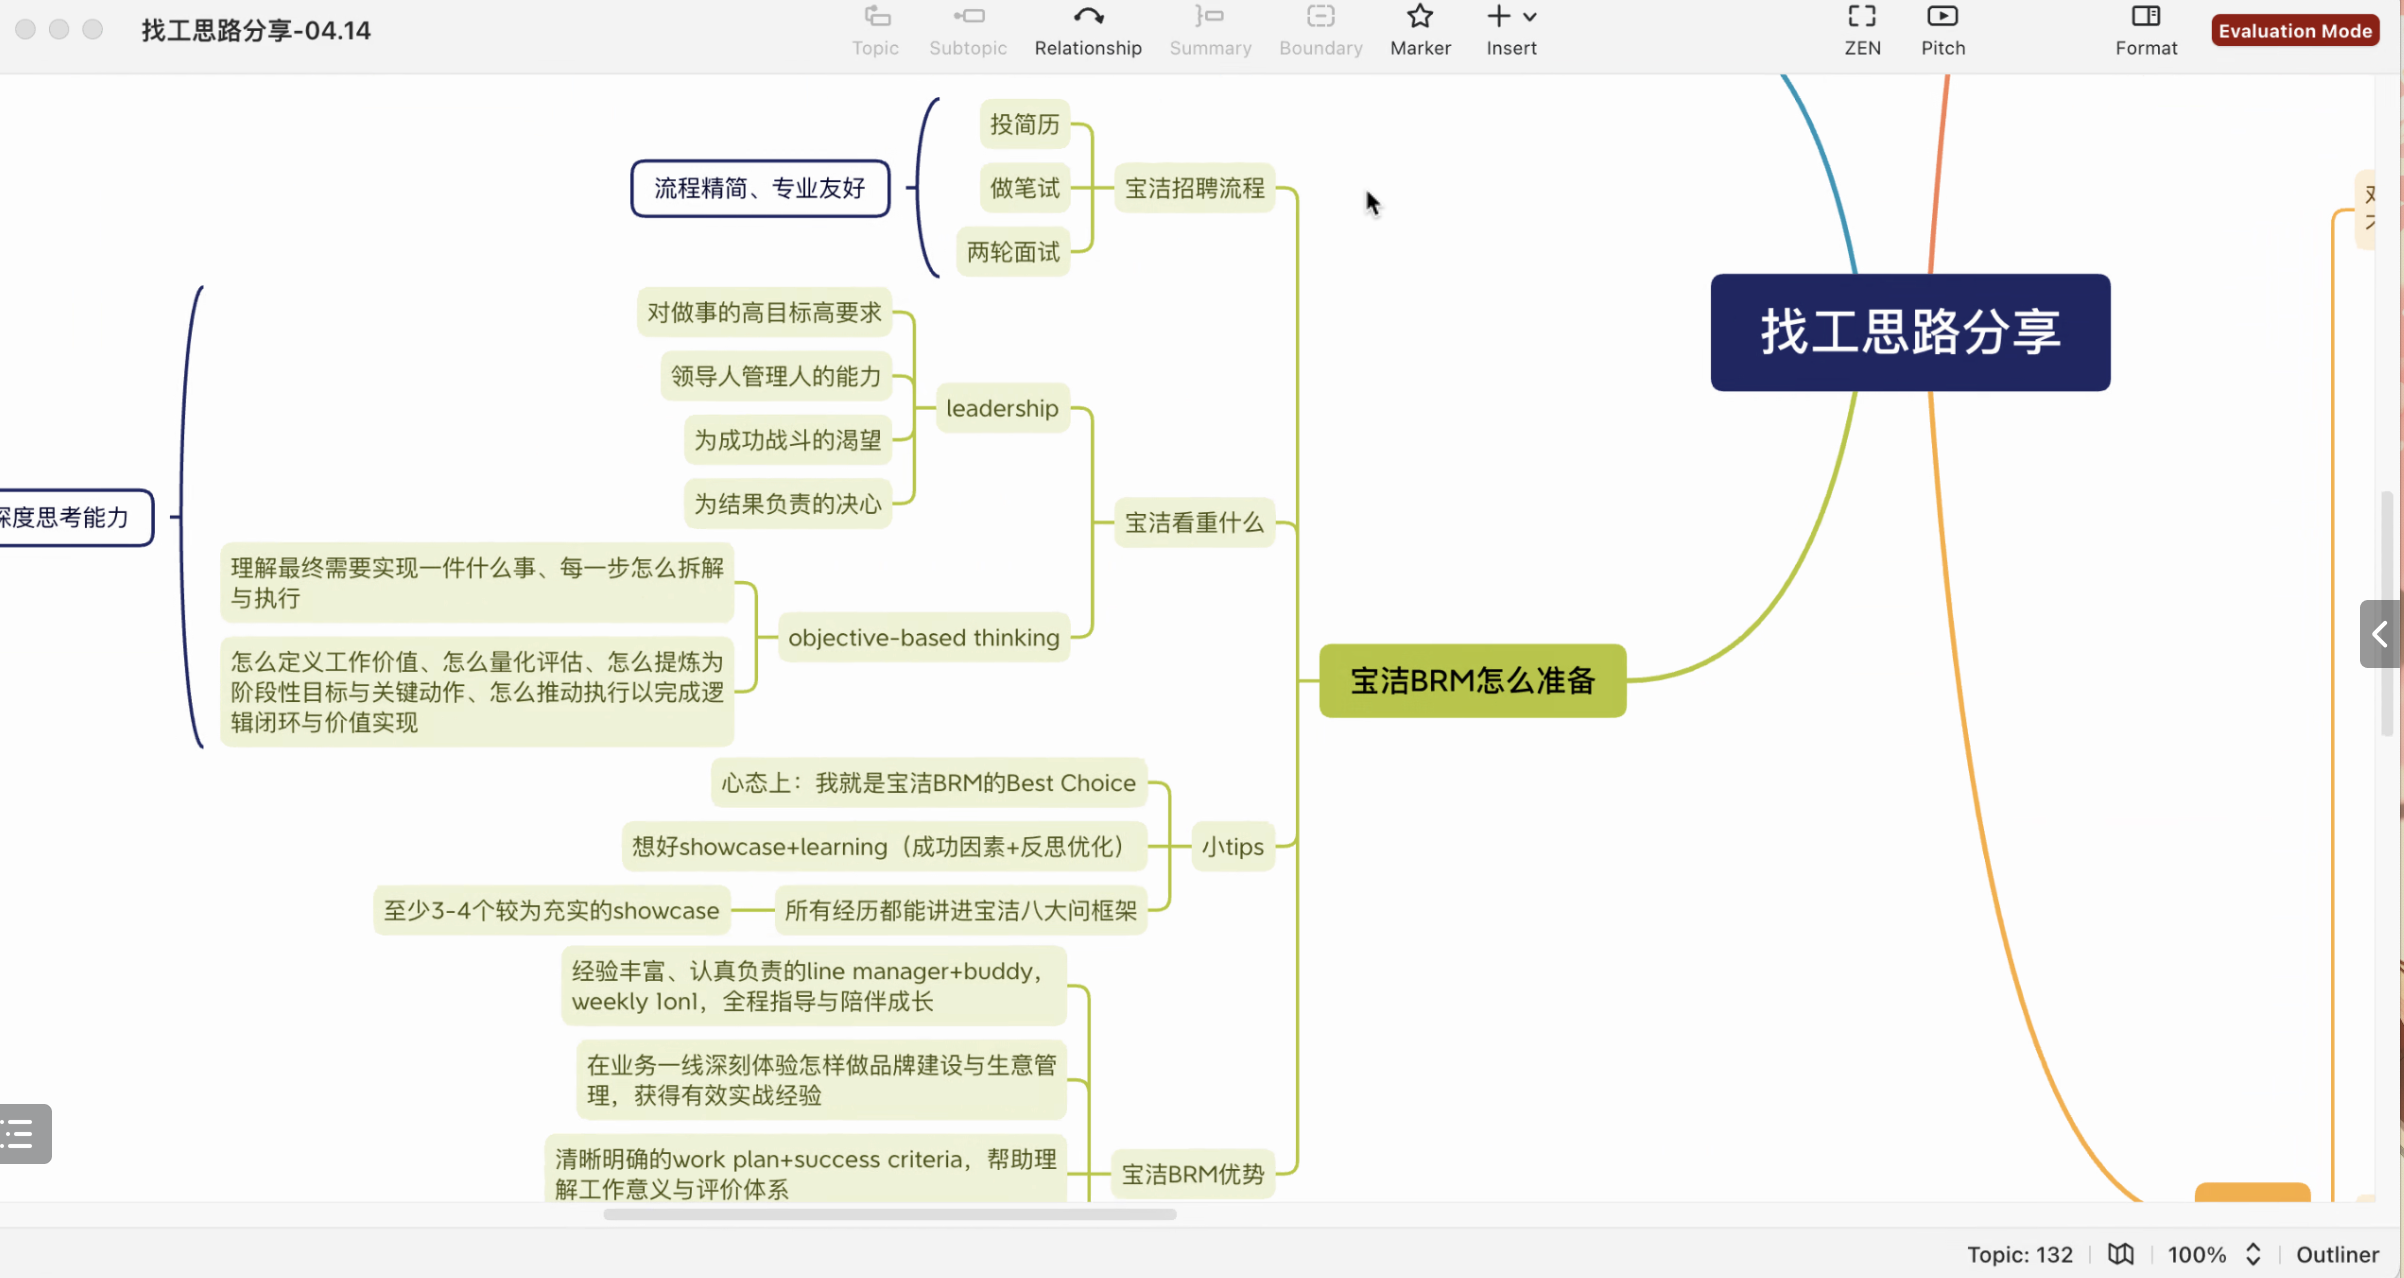 找工思路分享-04.14
Topic
Subtopic
Relationship
Summary
Boundary
Marker
Insert
ZEN
Pitch
Format
Evaluation Mode
找工思路分享
宝洁BRM怎么准备
宝洁招聘流程
投简历
做笔试
两轮面试
流程精简、专业友好
宝洁看重什么
leadership
对做事的高目标高要求
领导人管理人的能力
为成功战斗的渴望
为结果负责的决心
objective-based thinking
理解最终需要实现一件什么事、每一步怎么拆解
与执行
怎么定义工作价值、怎么量化评估、怎么提炼为
阶段性目标与关键动作、怎么推动执行以完成逻
辑闭环与价值实现
深度思考能力
小tips
心态上：我就是宝洁BRM的Best Choice
想好showcase+learning（成功因素+反思优化）
所有经历都能讲进宝洁八大问框架
至少3-4个较为充实的showcase
宝洁BRM优势
经验丰富、认真负责的line manager+buddy，
weekly 1on1，全程指导与陪伴成长
在业务一线深刻体验怎样做品牌建设与生意管
理，获得有效实战经验
清晰明确的work plan+success criteria，帮助理
解工作意义与评价体系
Topic: 132
100%
Outliner